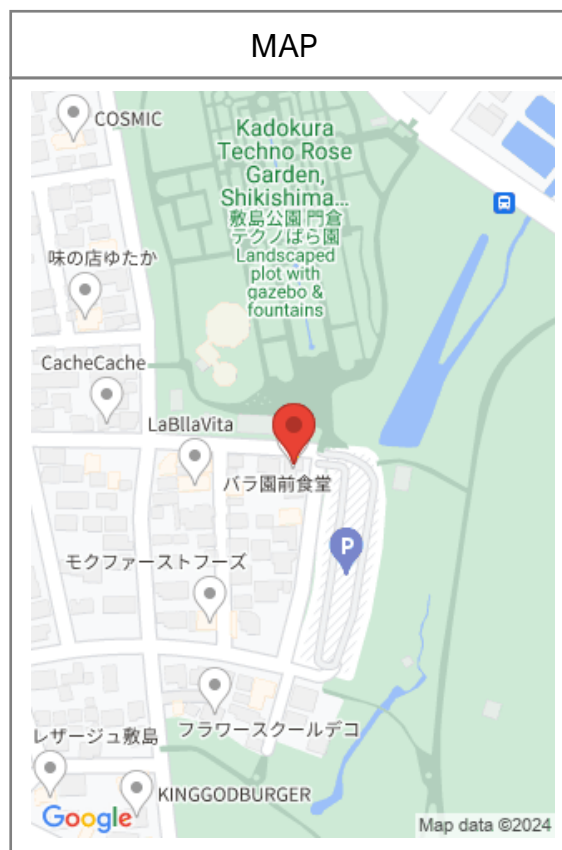 MAP
COSMIC
Kadokura
Techno Rose
Garden,
Shikishima...
敷島公園 門倉
テクノばら園
Landscaped
plot with
gazebo &
fountains
味の店ゆたか
CacheCache
LaBllaVita
バラ園前食堂
P
モクファーストフーズ
フラワースクールデコ
レザージュ敷島
KINGGODBURGER
Google
Map data ©2024